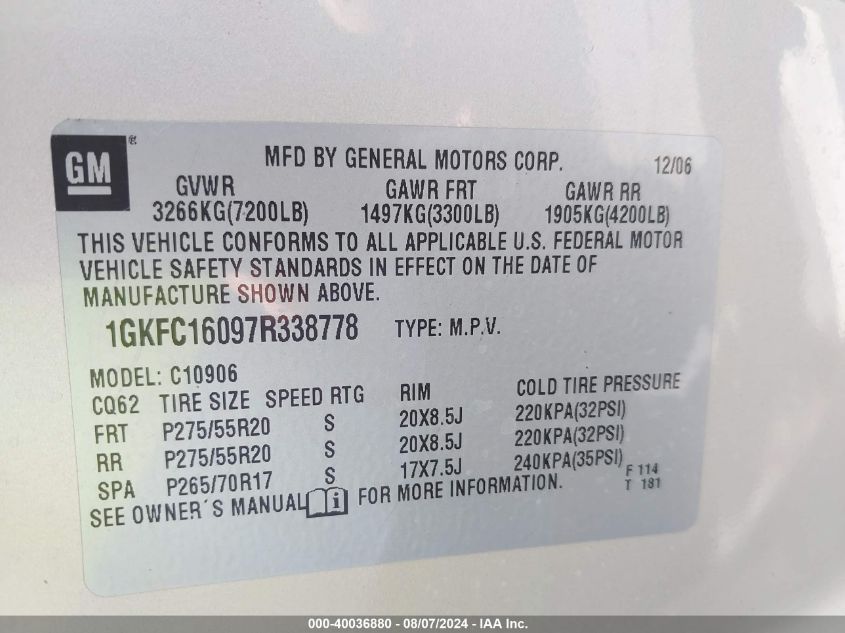 GM ®
MFD BY GENERAL MOTORS CORP. 12/06
GVWR GAWR FRT GAWR RR
3266KG(7200LB) 1497KG(3300LB) 1905KG(4200LB)
THIS VEHICLE CONFORMS TO ALL APPLICABLE U.S. FEDERAL MOTOR
VEHICLE SAFETY STANDARDS IN EFFECT ON THE DATE OF
MANUFACTURE SHOWN ABOVE.
1GKFC16097R338778 TYPE: M.P.V.
MODEL: C10906
CQ62 TIRE SIZE SPEED RTG RIM COLD TIRE PRESSURE
FRT P275/55R20 S 20X8.5J 220KPA(32PSI)
RR P275/55R20 S 20X8.5J 220KPA(32PSI)
SPA P265/70R17 S 17X7.5J 240KPA(35PSI) F 114
T 181
SEE OWNER'S MANUAL i FOR MORE INFORMATION.
000-40036880 - 08/07/2024 - IAA Inc.